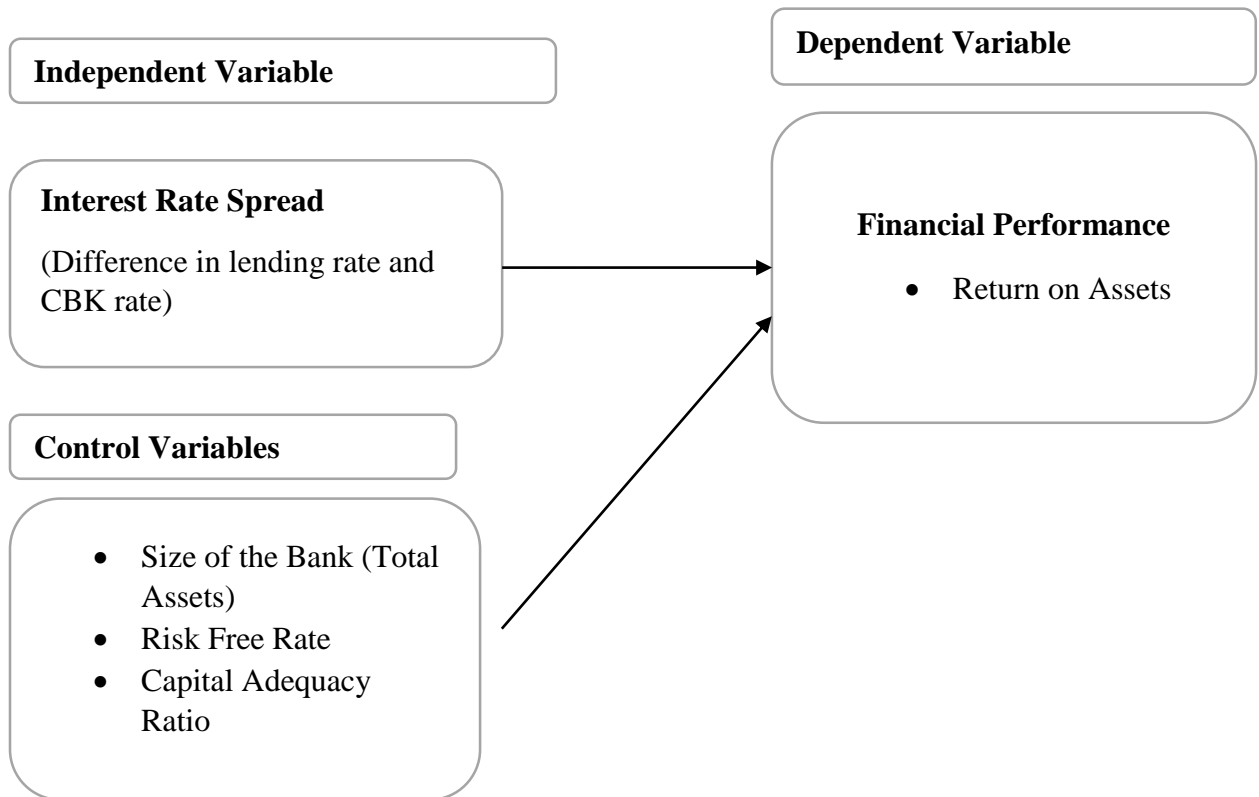 Independent Variable
Dependent Variable
Interest Rate Spread
(Difference in lending rate and
CBK rate)
Financial Performance
• Return on Assets
Control Variables
• Size of the Bank (Total
Assets)
• Risk Free Rate
• Capital Adequacy
Ratio